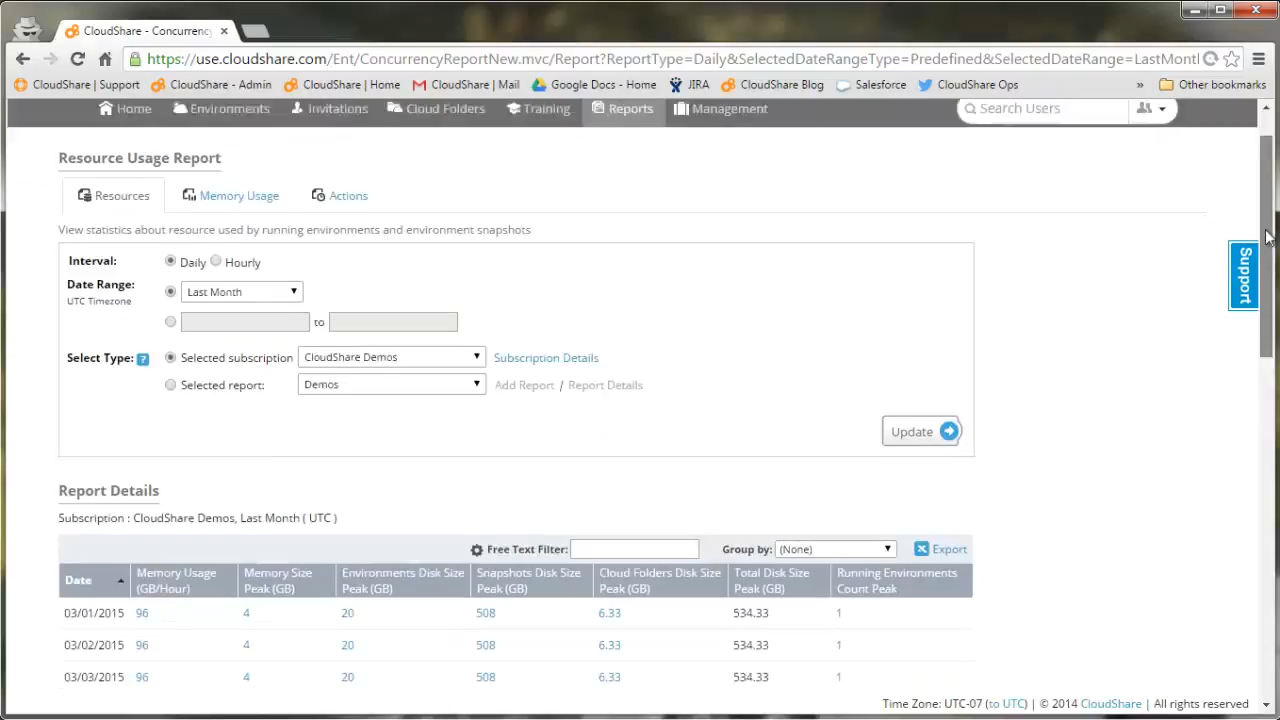 CloudShare - Concurrency
https://use.cloudshare.com/Ent/ConcurrencyReportNew.mvc/Report?ReportType=Daily&SelectedDateRangeType=Predefined&SelectedDateRange=LastMonth
CloudShare | Support
CloudShare - Admin
CloudShare | Home
CloudShare | Mail
Google Docs - Home
JIRA
CloudShare Blog
Salesforce
CloudShare Ops
»
Other bookmarks
Home
Environments
Invitations
Cloud Folders
Training
Reports
Management
Search Users
Resource Usage Report
Resources
Memory Usage
Actions
View statistics about resource used by running environments and environment snapshots
Interval: Daily Hourly
Date Range: Last Month
UTC Timezone
to
Select Type: ? Selected subscription CloudShare Demos Subscription Details
Selected report: Demos Add Report / Report Details
Update
Support
Report Details
Subscription : CloudShare Demos, Last Month ( UTC )
Free Text Filter: Group by: (None) Export
Date
Memory Usage (GB/Hour)
Memory Size Peak (GB)
Environments Disk Size Peak (GB)
Snapshots Disk Size Peak (GB)
Cloud Folders Disk Size Peak (GB)
Total Disk Size Peak (GB)
Running Environments Count Peak
03/01/2015 96 4 20 508 6.33 534.33 1
03/02/2015 96 4 20 508 6.33 534.33 1
03/03/2015 96 4 20 508 6.33 534.33 1
Time Zone: UTC-07 (to UTC) | © 2014 CloudShare | All rights reserved